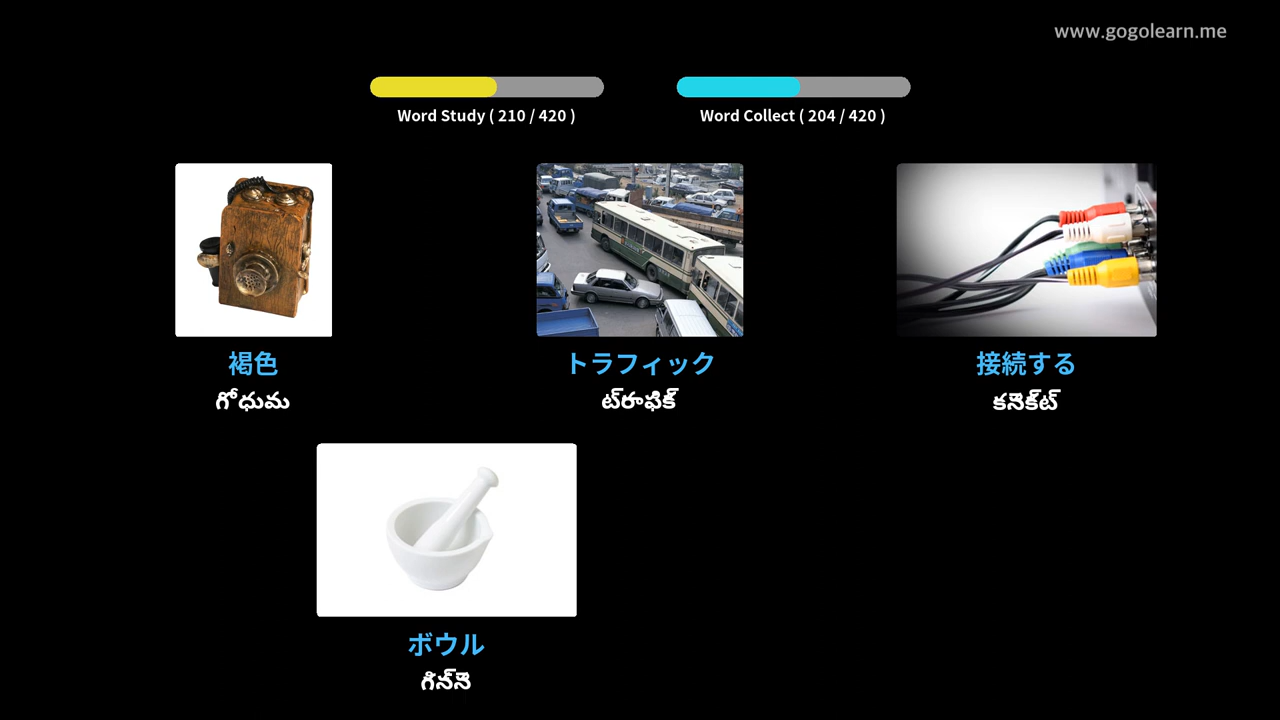 www.gogolearn.me
Word Study ( 210 / 420 )
Word Collect ( 204 / 420 )
褐色
గోధుమ
トラフィック
ట్రాఫిక్
接続する
కనెక్ట్
ボウル
గిన్నె